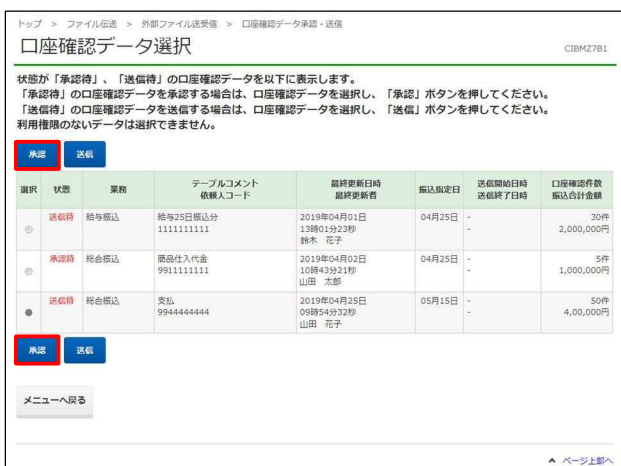 トップ > ファイル伝送 > 外部ファイル送受信 > 口座確認データ承認・送信
口座確認データ選択
CIBMZ7B1
状態が「承認待」、「送信待」の口座確認データを以下に表示します。
「承認待」の口座確認データを承認する場合は、口座確認データを選択し、「承認」ボタンを押してください。
「送信待」の口座確認データを送信する場合は、口座確認データを選択し、「送信」ボタンを押してください。
利用権限のないデータは選択できません。
承認 送信
選択 状態 業務 テーブルコメント 最終更新日時 振込指定日 送信開始日時 口座確認件数
依頼人コード 最終更新者 送信終了日時 振込合計金額
送信待 給与振込 給与25日振込分 2019年04月01日 04月25日 - 30件
1111111111 13時01分23秒 - 2,000,000円
鈴木 花子
承認待 総合振込 商品仕入代金 2019年04月02日 04月25日 - 5件
9911111111 10時43分21秒 - 1,000,000円
山田 太郎
送信待 総合振込 支払 2019年04月25日 05月15日 - 50件
9944444444 09時54分32秒 - 4,00,000円
山田 花子
承認 送信
メニューへ戻る
ページ上部へ